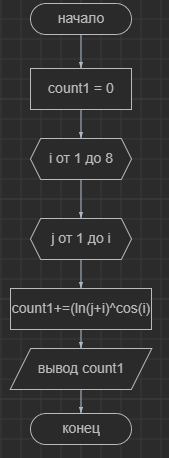 начало
count1 = 0
i от 1 до 8
j от 1 до i
count1+=(ln(j+i)^cos(i)
вывод count1
конец